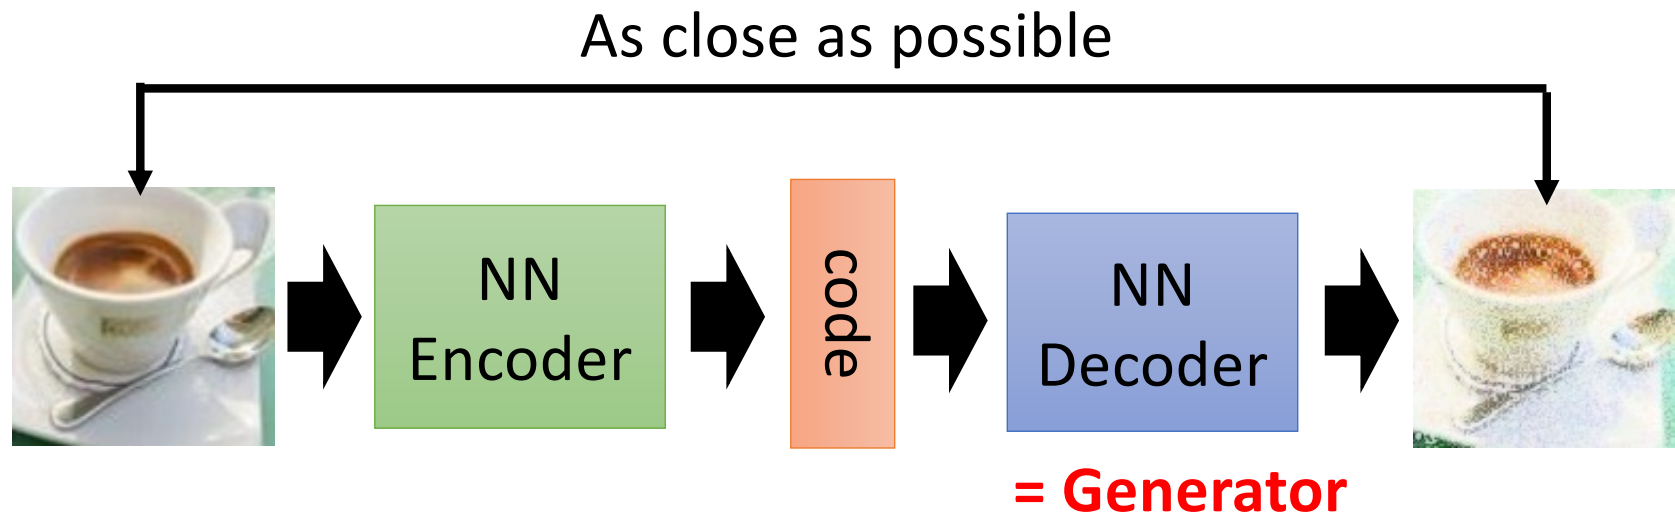 As close as possible
NN
Encoder
code
NN
Decoder
= Generator